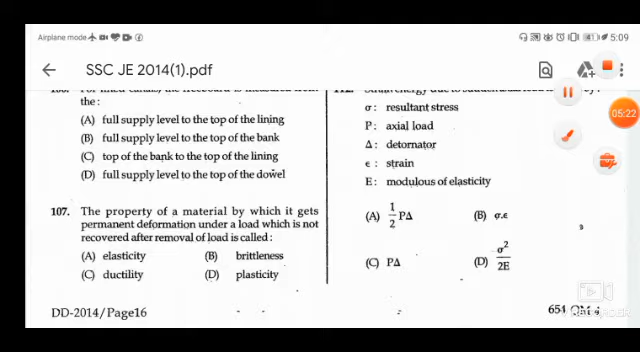 Airplane mode
5:09
SSC JE 2014(1).pdf
05:22
the :
(A) full supply level to the top of the lining
(B) full supply level to the top of the bank
(C) top of the bank to the top of the lining
(D) full supply level to the top of the dowel
107. The property of a material by which it gets
permanent deformation under a load which is not
recovered after removal of load is called :
(A) elasticity (B) brittleness
(C) ductility (D) plasticity
DD-2014/Page16
σ : resultant stress
P : axial load
Δ : detornator
ϵ : strain
E : modulous of elasticity
(A) 1/2 PΔ (B) σ.ϵ
(C) PΔ (D) σ²/2E